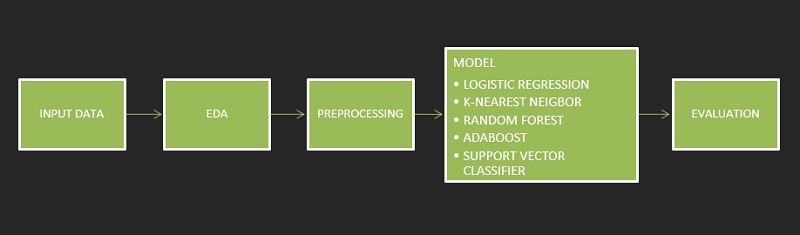 INPUT DATA
EDA
PREPROCESSING
MODEL
• LOGISTIC REGRESSION
• K-NEAREST NEIGBOR
• RANDOM FOREST
• ADABOOST
• SUPPORT VECTOR
CLASSIFIER
EVALUATION